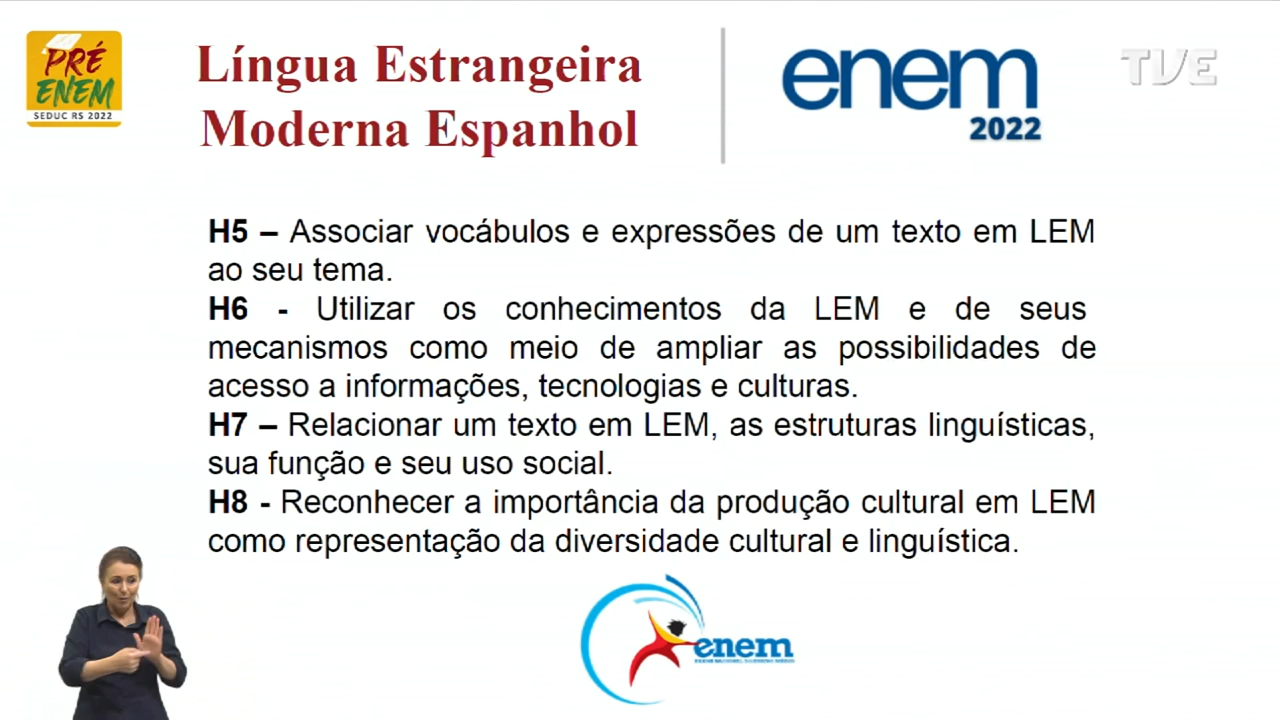 PRÉ
ENEM
SEDUC RS 2022
Língua Estrangeira
Moderna Espanhol
enem
2022
TVE
H5 – Associar vocábulos e expressões de um texto em LEM
ao seu tema.
H6 - Utilizar os conhecimentos da LEM e de seus
mecanismos como meio de ampliar as possibilidades de
acesso a informações, tecnologias e culturas.
H7 – Relacionar um texto em LEM, as estruturas linguísticas,
sua função e seu uso social.
H8 - Reconhecer a importância da produção cultural em LEM
como representação da diversidade cultural e linguística.
enem